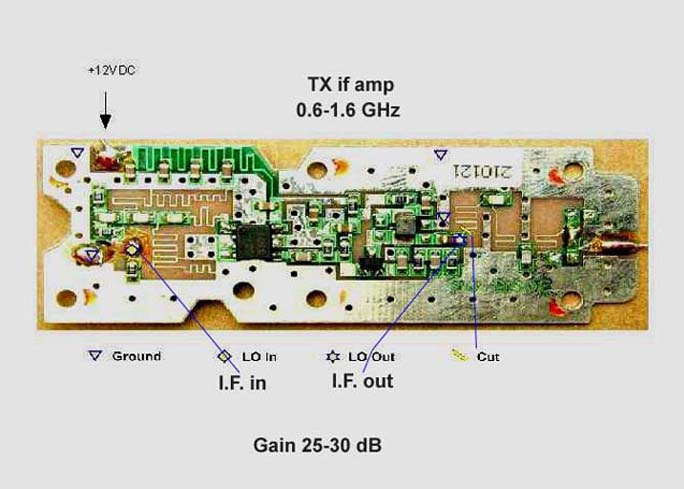 +12VDC
TX if amp
0.6-1.6 GHz
210121
Ground
LO In
LO Out
Cut
I.F. in
I.F. out
Gain 25-30 dB